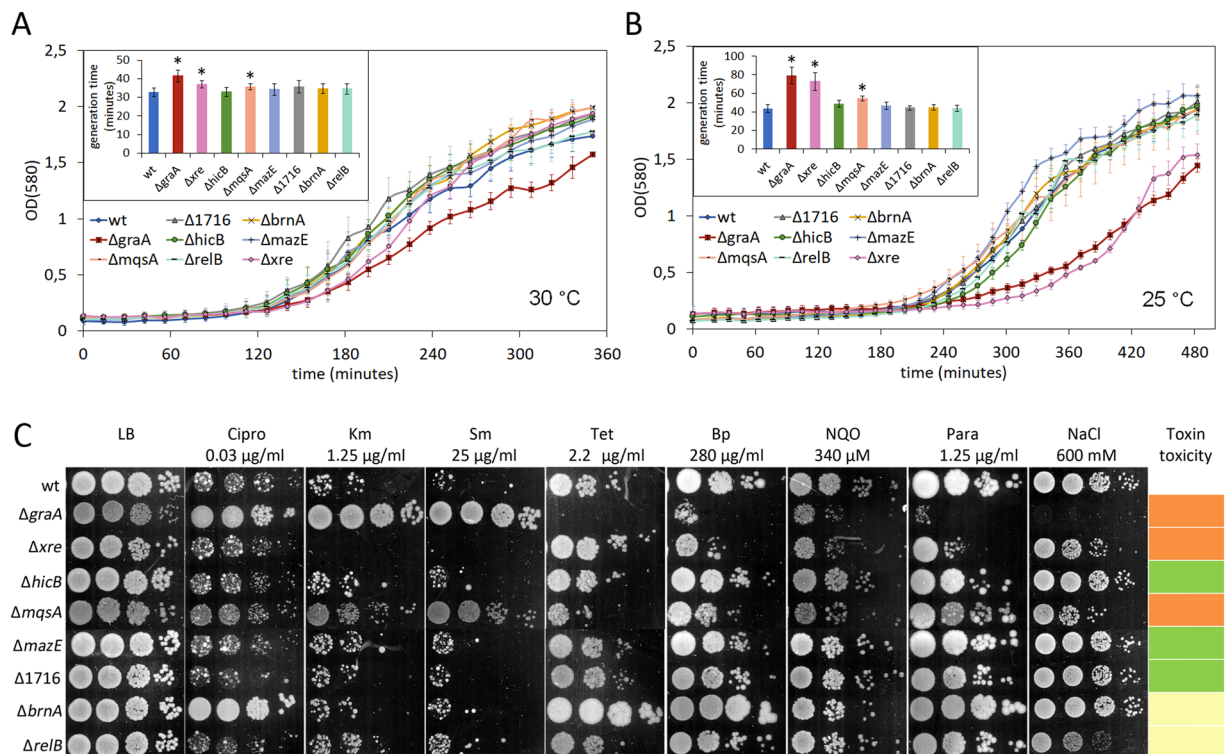 A
OD(580)
2,5
2
1,5
1
0,5
0
generation time
(minutes)
50
40
30
20
10
0
*
*
*
wt
ΔgraA
Δxre
ΔhicB
ΔmqsA
ΔmazE
Δ1716
ΔbrnA
ΔrelB
wt Δ1716 ΔbrnA
ΔgraA ΔhicB ΔmazE
ΔmqsA ΔrelB Δxre
30 °C
0 60 120 180 240 300 360
time (minutes)
B
OD(580)
2,5
2
1,5
1
0,5
0
generation time
(minutes)
100
80
60
40
20
0
*
*
*
wt
ΔgraA
Δxre
ΔhicB
ΔmqsA
ΔmazE
Δ1716
ΔbrnA
ΔrelB
wt Δ1716 ΔbrnA
ΔgraA ΔhicB ΔmazE
ΔmqsA ΔrelB Δxre
25 °C
0 60 120 180 240 300 360 420 480
time (minutes)
C
LB Cipro Km Sm Tet Bp NQO Para NaCl Toxin
0.03 µg/ml 1.25 µg/ml 25 µg/ml 2.2 µg/ml 280 µg/ml 340 µM 1.25 µg/ml 600 mM toxicity
wt
ΔgraA
Δxre
ΔhicB
ΔmqsA
ΔmazE
Δ1716
ΔbrnA
ΔrelB